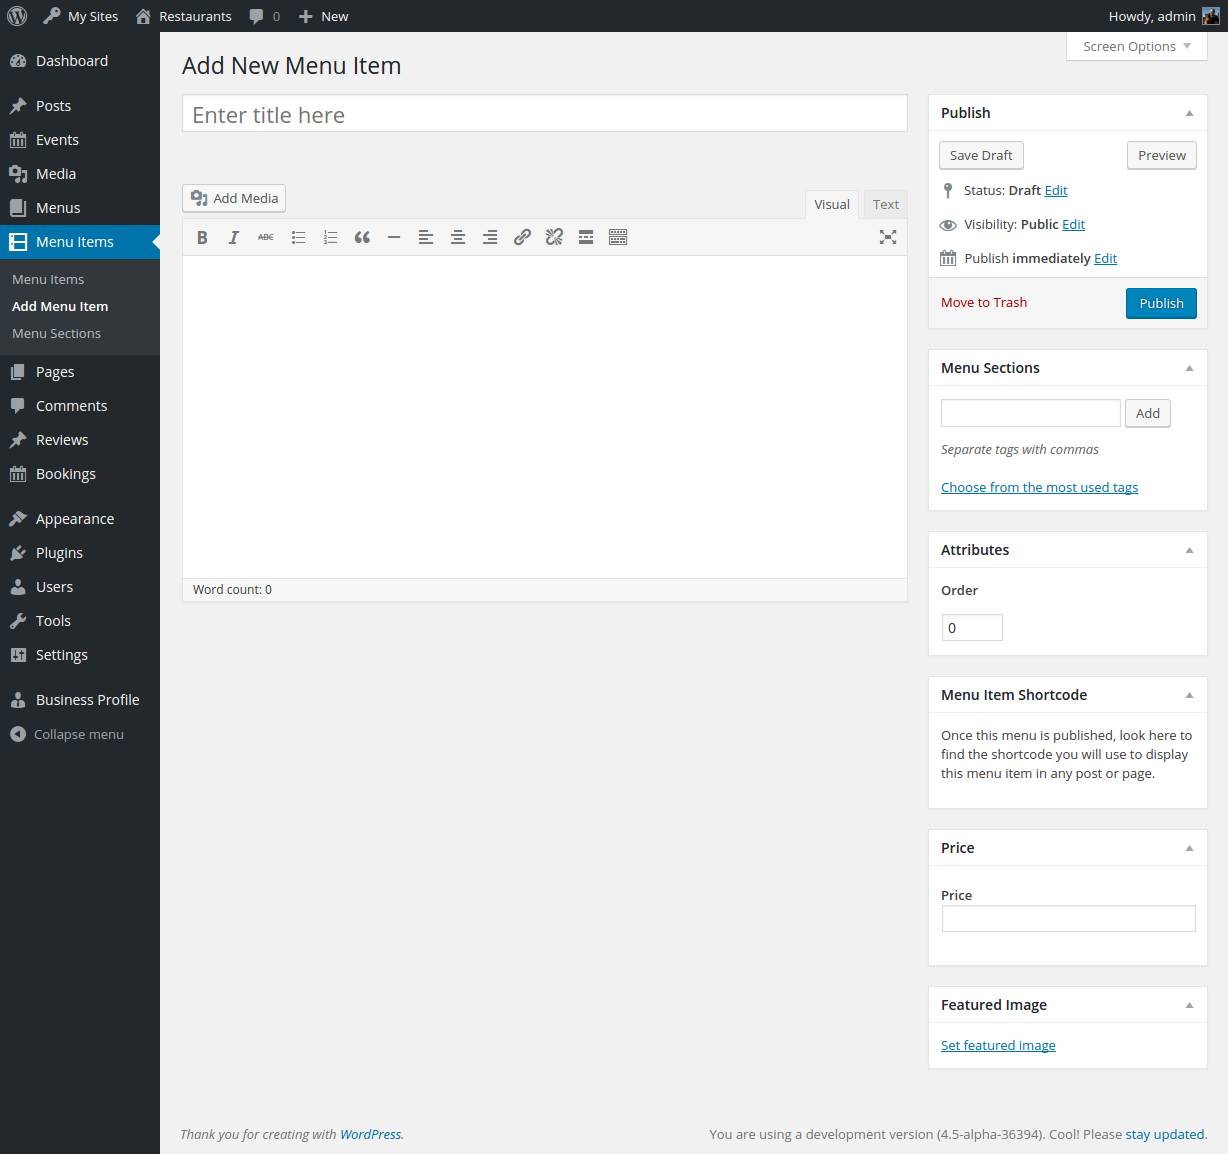 My Sites Restaurants 0 New Howdy, admin
Dashboard
Posts
Events
Media
Menus
Menu Items
Menu Items
Add Menu Item
Menu Sections
Pages
Comments
Reviews
Bookings
Appearance
Plugins
Users
Tools
Settings
Business Profile
Collapse menu
Screen Options
Add New Menu Item
Enter title here
Add Media
Visual Text
B I ABC
Word count: 0
Publish
Save Draft Preview
Status: Draft Edit
Visibility: Public Edit
Publish immediately Edit
Move to Trash Publish
Menu Sections
Add
Separate tags with commas
Choose from the most used tags
Attributes
Order
0
Menu Item Shortcode
Once this menu is published, look here to
find the shortcode you will use to display
this menu item in any post or page.
Price
Price
Featured Image
Set featured image
Thank you for creating with WordPress.
You are using a development version (4.5-alpha-36394). Cool! Please stay updated.